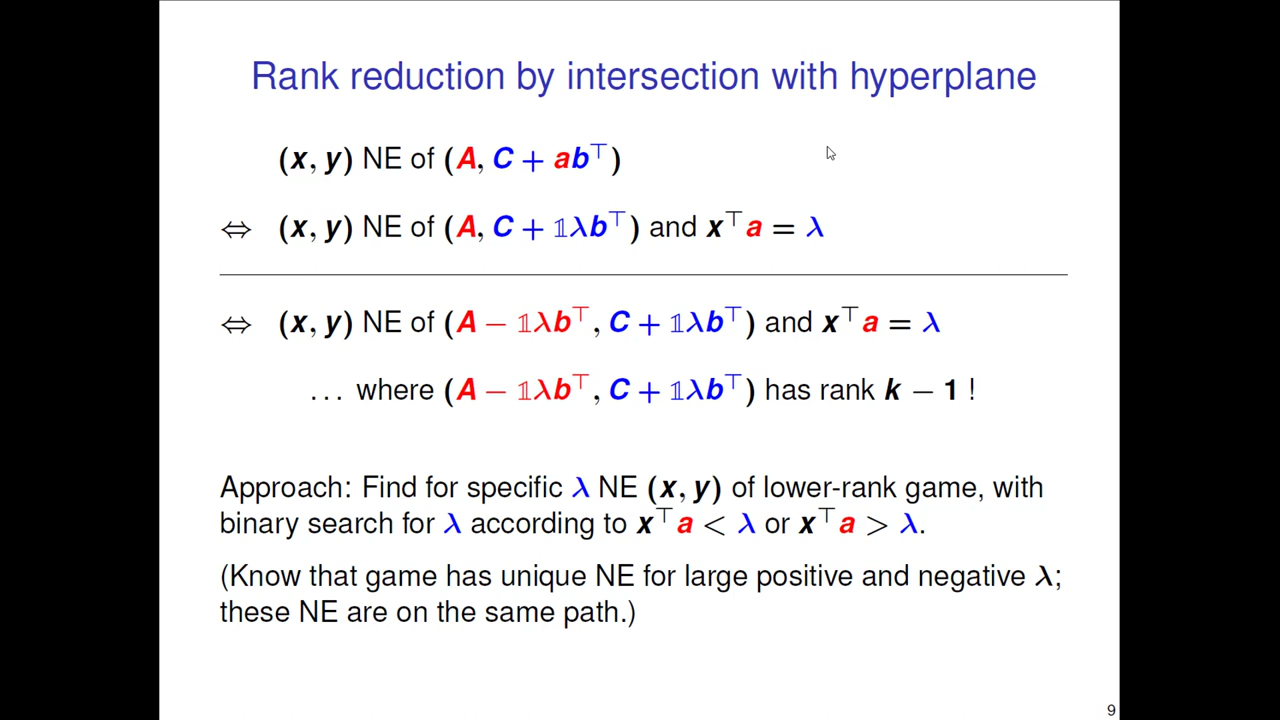 Rank reduction by intersection with hyperplane
(x, y) NE of (A, C + ab⊤)
⇔ (x, y) NE of (A, C + 𝟙λb⊤) and x⊤a = λ
⇔ (x, y) NE of (A − 𝟙λb⊤, C + 𝟙λb⊤) and x⊤a = λ
... where (A − 𝟙λb⊤, C + 𝟙λb⊤) has rank k − 1 !
Approach: Find for specific λ NE (x, y) of lower-rank game, with
binary search for λ according to x⊤a < λ or x⊤a > λ.
(Know that game has unique NE for large positive and negative λ;
these NE are on the same path.)
9